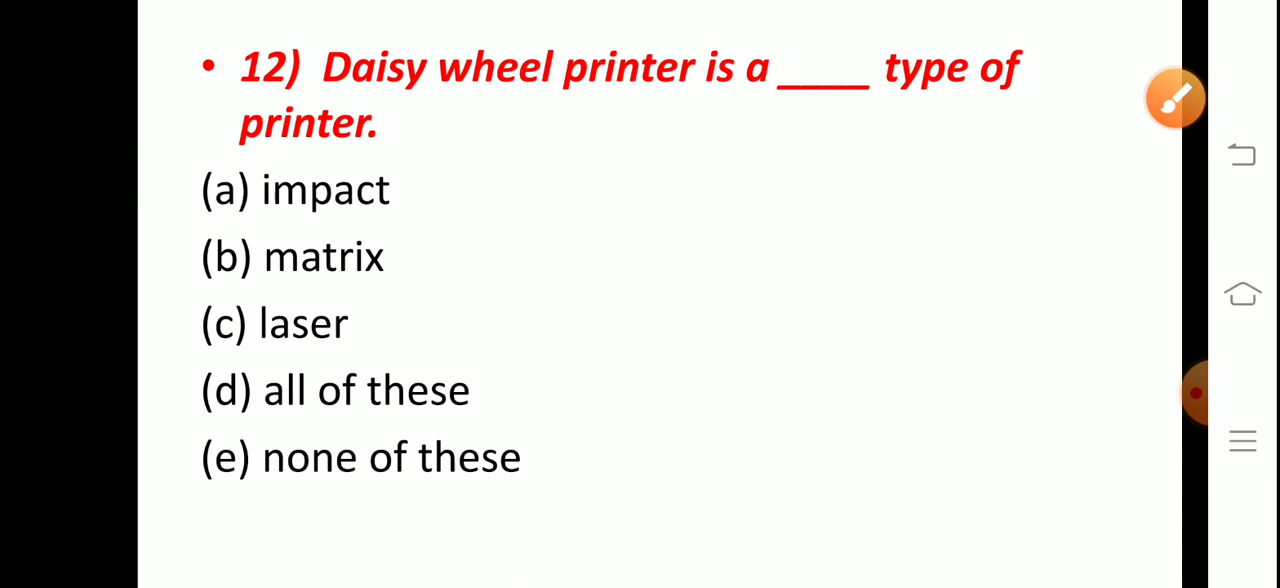 • 12) Daisy wheel printer is a ____ type of
printer.
(a) impact
(b) matrix
(c) laser
(d) all of these
(e) none of these